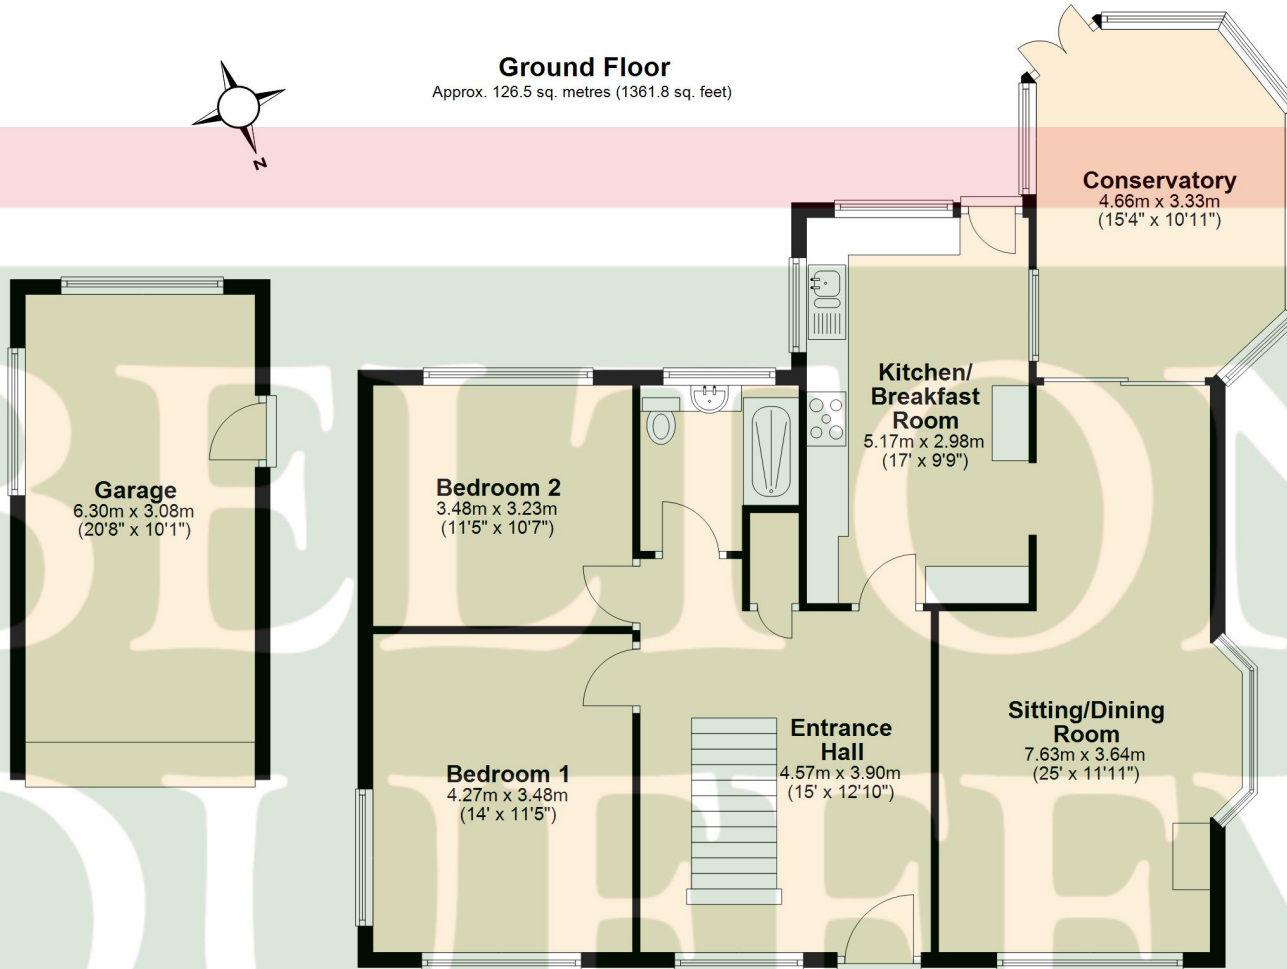 Ground Floor
Approx. 126.5 sq. metres (1361.8 sq. feet)
N
Conservatory
4.66m x 3.33m
(15'4" x 10'11")
Kitchen/
Breakfast
Room
5.17m x 2.98m
(17' x 9'9")
Garage
6.30m x 3.08m
(20'8" x 10'1")
Bedroom 2
3.48m x 3.23m
(11'5" x 10'7")
Sitting/Dining
Room
7.63m x 3.64m
(25' x 11'11")
Entrance
Hall
4.57m x 3.90m
(15' x 12'10")
Bedroom 1
4.27m x 3.48m
(14' x 11'5")
BELTON